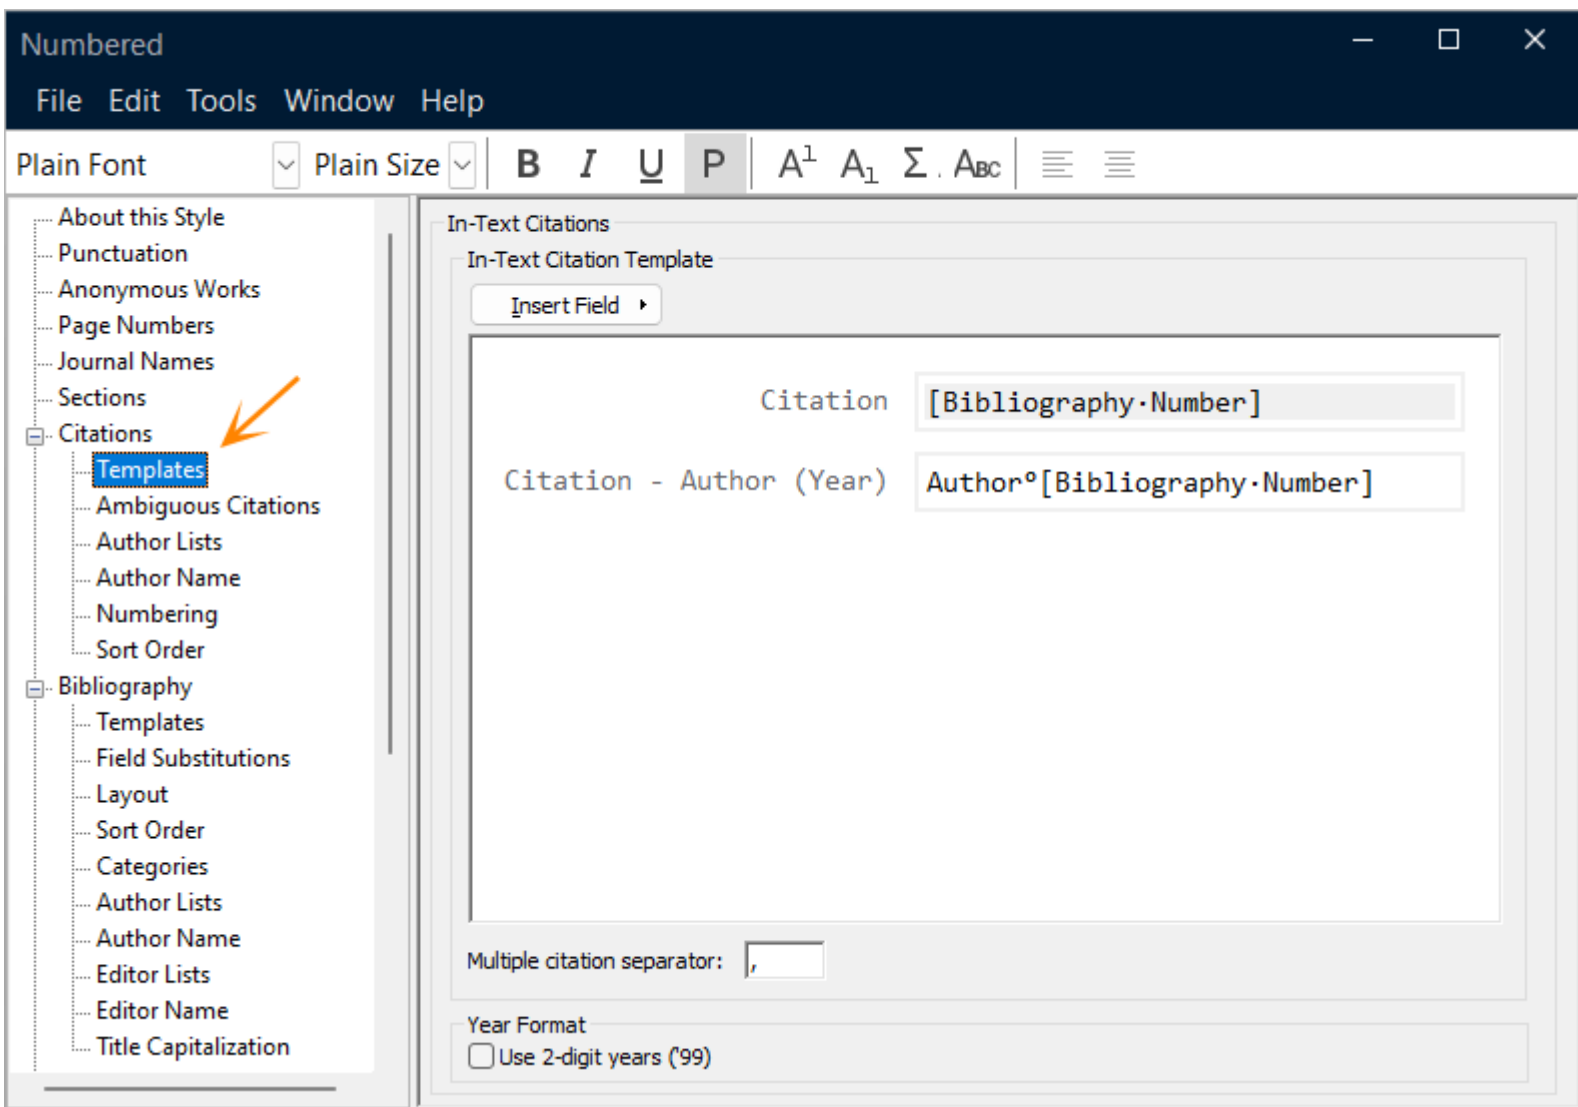 Numbered
File Edit Tools Window Help
Plain Font Plain Size B I U P A1 A1 Σ. ABC
About this Style
Punctuation
Anonymous Works
Page Numbers
Journal Names
Sections
Citations
Templates
Ambiguous Citations
Author Lists
Author Name
Numbering
Sort Order
Bibliography
Templates
Field Substitutions
Layout
Sort Order
Categories
Author Lists
Author Name
Editor Lists
Editor Name
Title Capitalization
In-Text Citations
In-Text Citation Template
Insert Field
Citation [Bibliography·Number]
Citation - Author (Year) Authorº[Bibliography·Number]
Multiple citation separator: ,
Year Format
Use 2-digit years ('99)